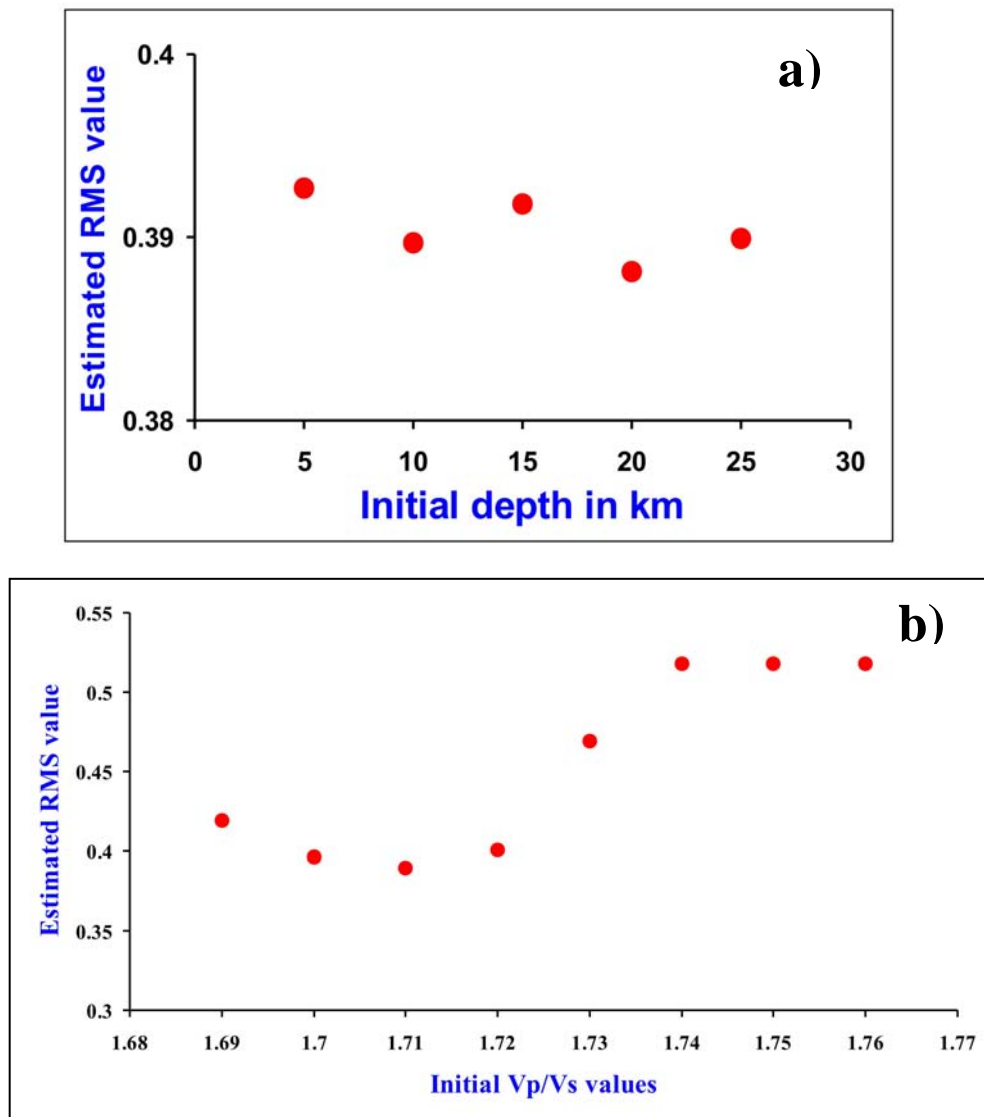 a)
Estimated RMS value
0.4
0.39
0.38
0 5 10 15 20 25 30
Initial depth in km
b)
Estimated RMS value
0.55
0.5
0.45
0.4
0.35
0.3
1.68 1.69 1.7 1.71 1.72 1.73 1.74 1.75 1.76 1.77
Initial Vp/Vs values